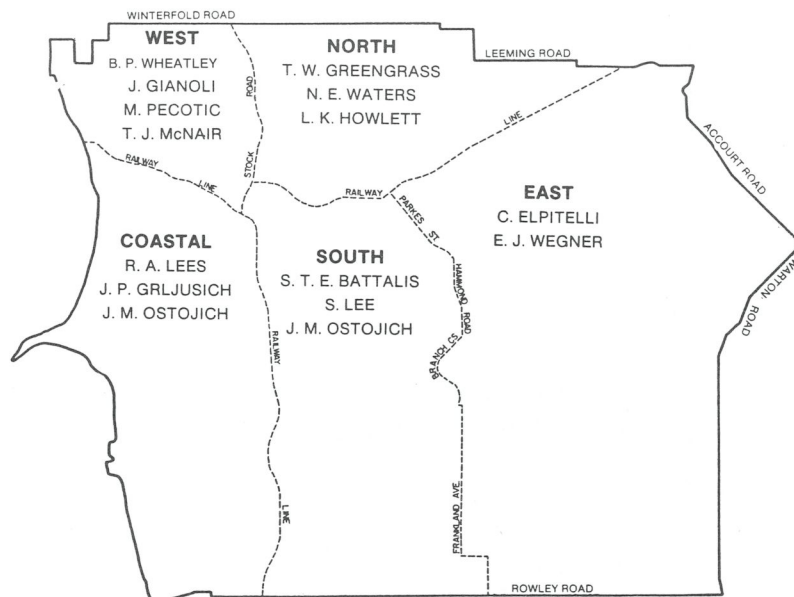 WINTERFOLD ROAD
WEST
B. P. WHEATLEY
J. GIANOLI
M. PECOTIC
T. J. McNAIR
STOCK
ROAD
NORTH
T. W. GREENGRASS
N. E. WATERS
L. K. HOWLETT
LEEMING ROAD
RAILWAY
LINE
RAILWAY
LINE
ACCOURT ROAD
WARTON ROAD
EAST
C. ELPITELLI
E. J. WEGNER
COASTAL
R. A. LEES
J. P. GRLJUSICH
J. M. OSTOJICH
SOUTH
S. T. E. BATTALIS
S. LEE
J. M. OSTOJICH
PARKES ST.
HAMMOND ROAD
BRANCH CS.
FRANKLAND AVE
RAILWAY
LINE
ROWLEY ROAD